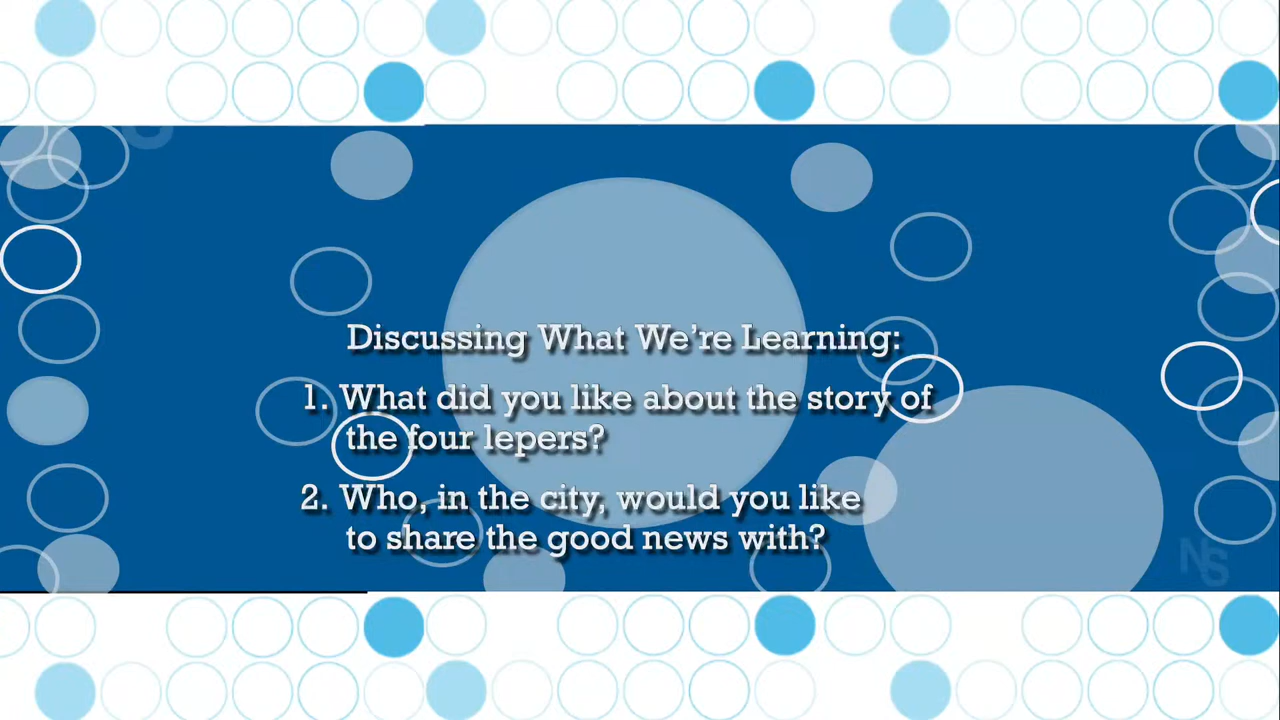 Discussing What We're Learning:
1. What did you like about the story of
the four lepers?
2. Who, in the city, would you like
to share the good news with?
NS